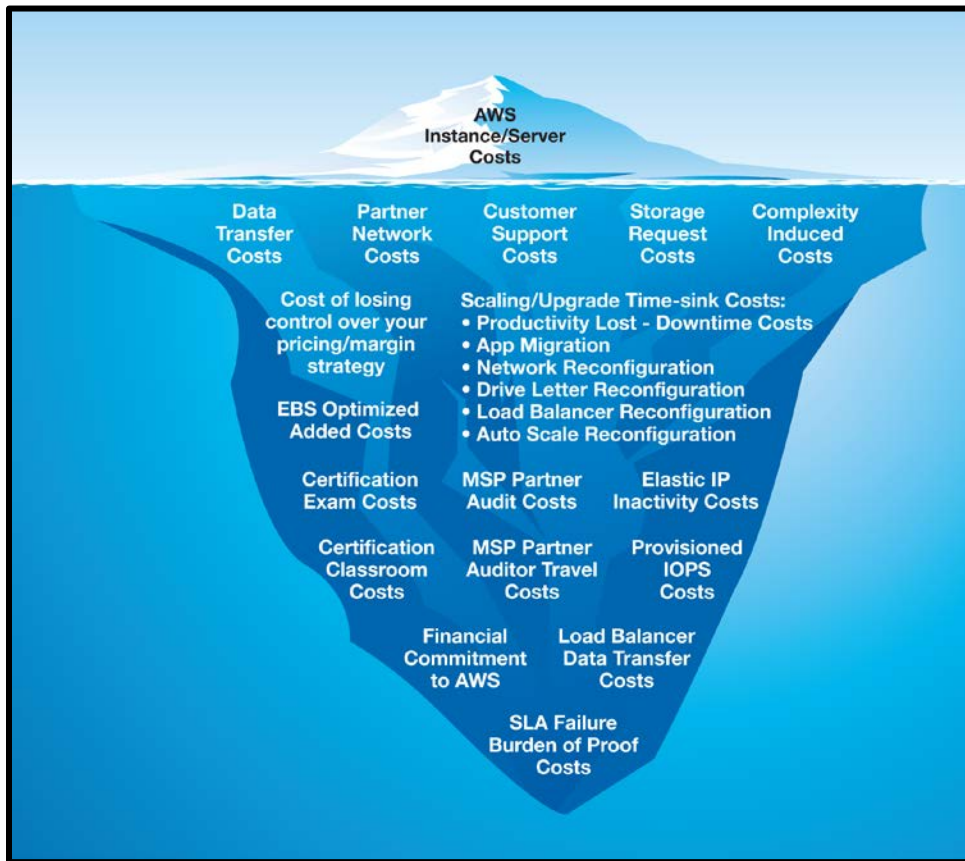 AWS
Instance/Server
Costs
Data
Transfer
Costs
Partner
Network
Costs
Customer
Support
Costs
Storage
Request
Costs
Complexity
Induced
Costs
Cost of losing
control over your
pricing/margin
strategy
Scaling/Upgrade Time-sink Costs:
• Productivity Lost - Downtime Costs
• App Migration
• Network Reconfiguration
• Drive Letter Reconfiguration
• Load Balancer Reconfiguration
• Auto Scale Reconfiguration
EBS Optimized
Added Costs
Certification
Exam Costs
MSP Partner
Audit Costs
Elastic IP
Inactivity Costs
Certification
Classroom
Costs
MSP Partner
Auditor Travel
Costs
Provisioned
IOPS
Costs
Financial
Commitment
to AWS
Load Balancer
Data Transfer
Costs
SLA Failure
Burden of Proof
Costs